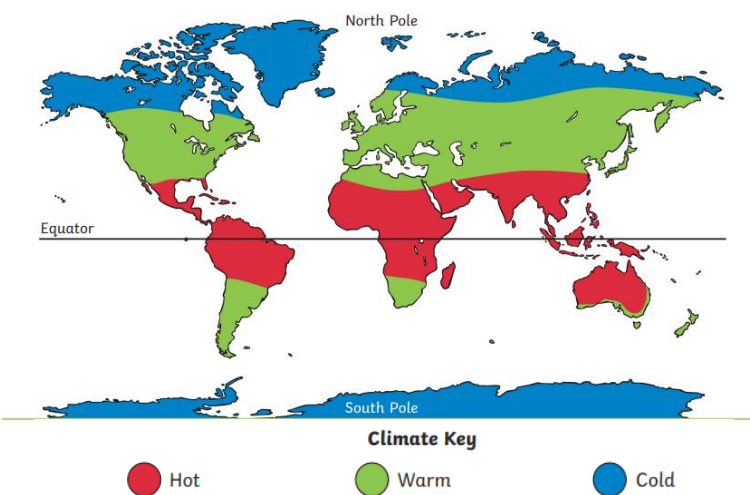 North Pole
Equator
South Pole
Climate Key
Hot
Warm
Cold